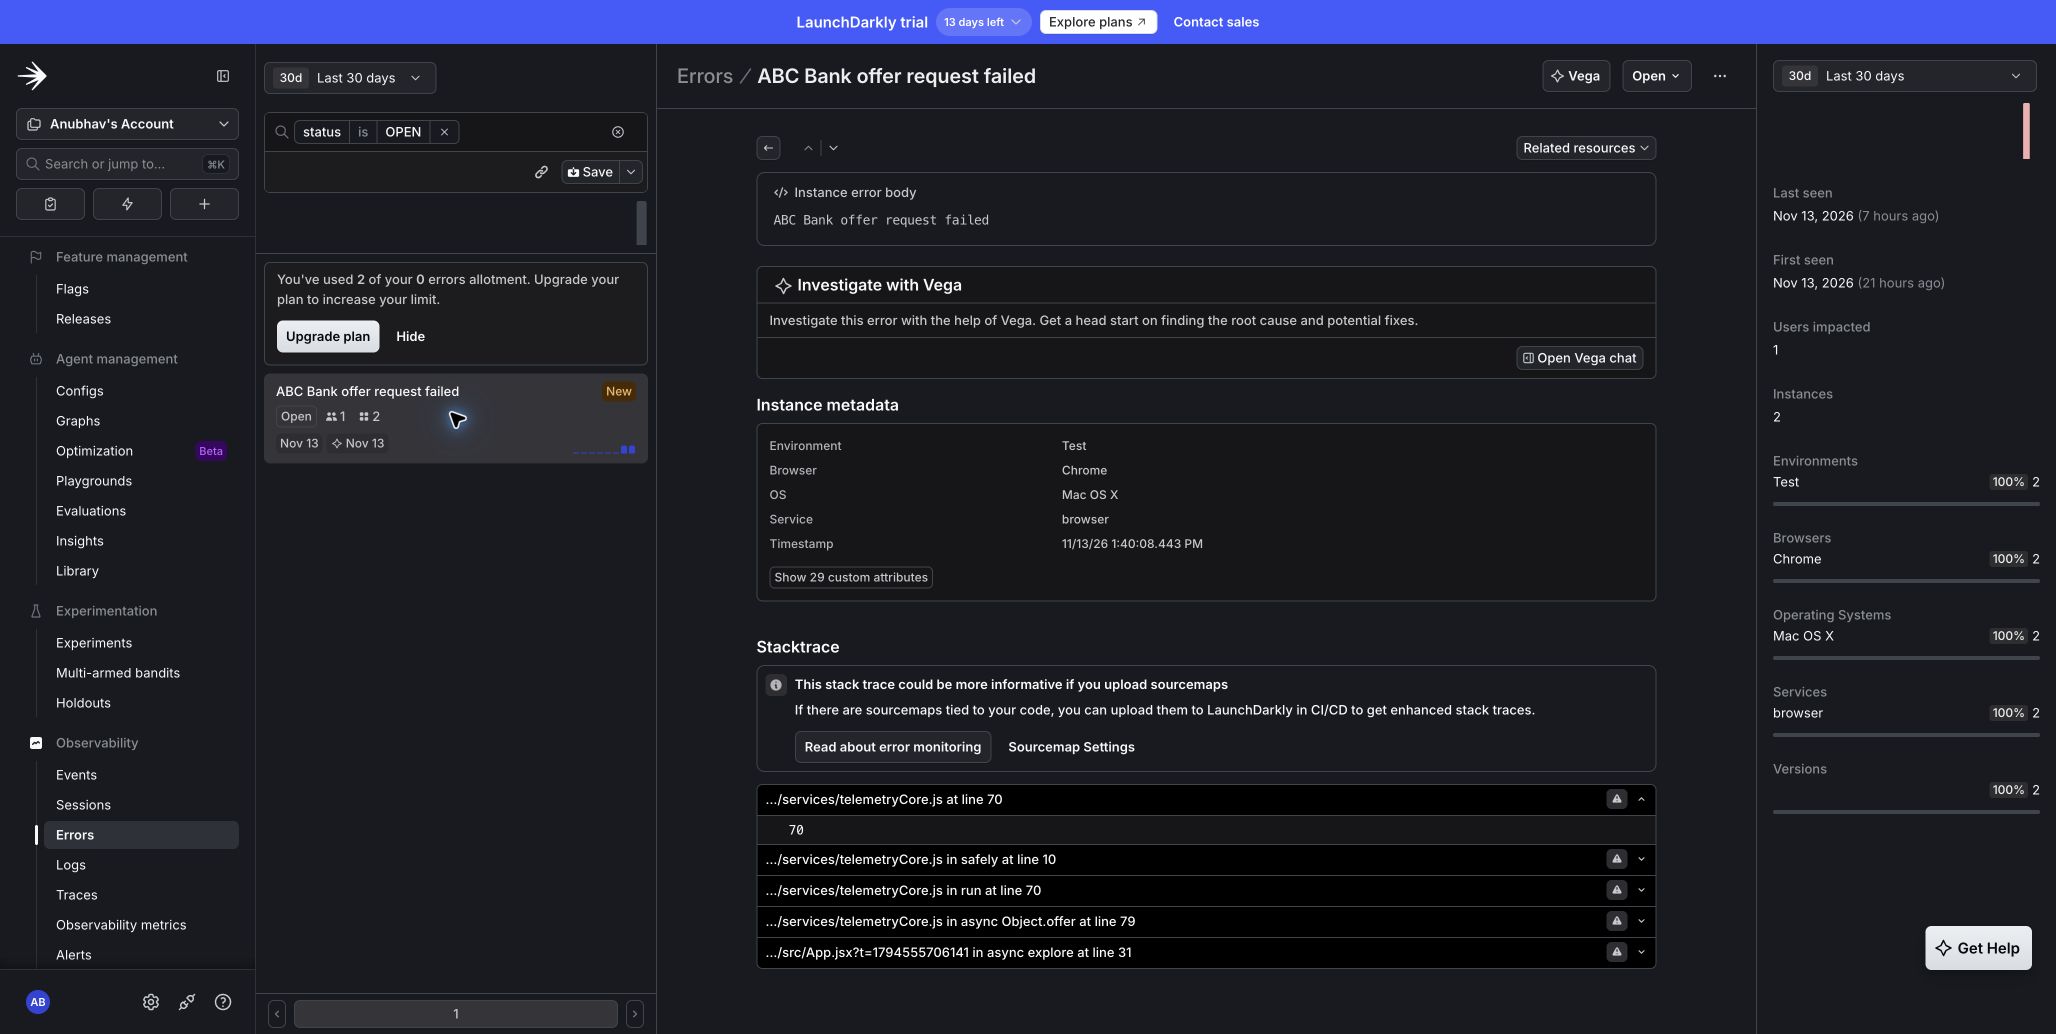 LaunchDarkly trial 13 days left Explore plans ↗ Contact sales
Anubhav's Account
Search or jump to... ⌘K
Feature management
Flags
Releases
Agent management
Configs
Graphs
Optimization Beta
Playgrounds
Evaluations
Insights
Library
Experimentation
Experiments
Multi-armed bandits
Holdouts
Observability
Events
Sessions
Errors
Logs
Traces
Observability metrics
Alerts
AB
30d Last 30 days
status is OPEN
Save
You've used 2 of your 0 errors allotment. Upgrade your
plan to increase your limit.
Upgrade plan Hide
ABC Bank offer request failed New
Open 1 2
Nov 13 Nov 13
1
Errors / ABC Bank offer request failed
Vega Open
Related resources
Instance error body
ABC Bank offer request failed
Investigate with Vega
Investigate this error with the help of Vega. Get a head start on finding the root cause and potential fixes.
Open Vega chat
Instance metadata
Environment Test
Browser Chrome
OS Mac OS X
Service browser
Timestamp 11/13/26 1:40:08.443 PM
Show 29 custom attributes
Stacktrace
This stack trace could be more informative if you upload sourcemaps
If there are sourcemaps tied to your code, you can upload them to LaunchDarkly in CI/CD to get enhanced stack traces.
Read about error monitoring Sourcemap Settings
.../services/telemetryCore.js at line 70
70
.../services/telemetryCore.js in safely at line 10
.../services/telemetryCore.js in run at line 70
.../services/telemetryCore.js in async Object.offer at line 79
.../src/App.jsx?t=1794555706141 in async explore at line 31
30d Last 30 days
Last seen
Nov 13, 2026 (7 hours ago)
First seen
Nov 13, 2026 (21 hours ago)
Users impacted
1
Instances
2
Environments
Test 100% 2
Browsers
Chrome 100% 2
Operating Systems
Mac OS X 100% 2
Services
browser 100% 2
Versions
100% 2
Get Help